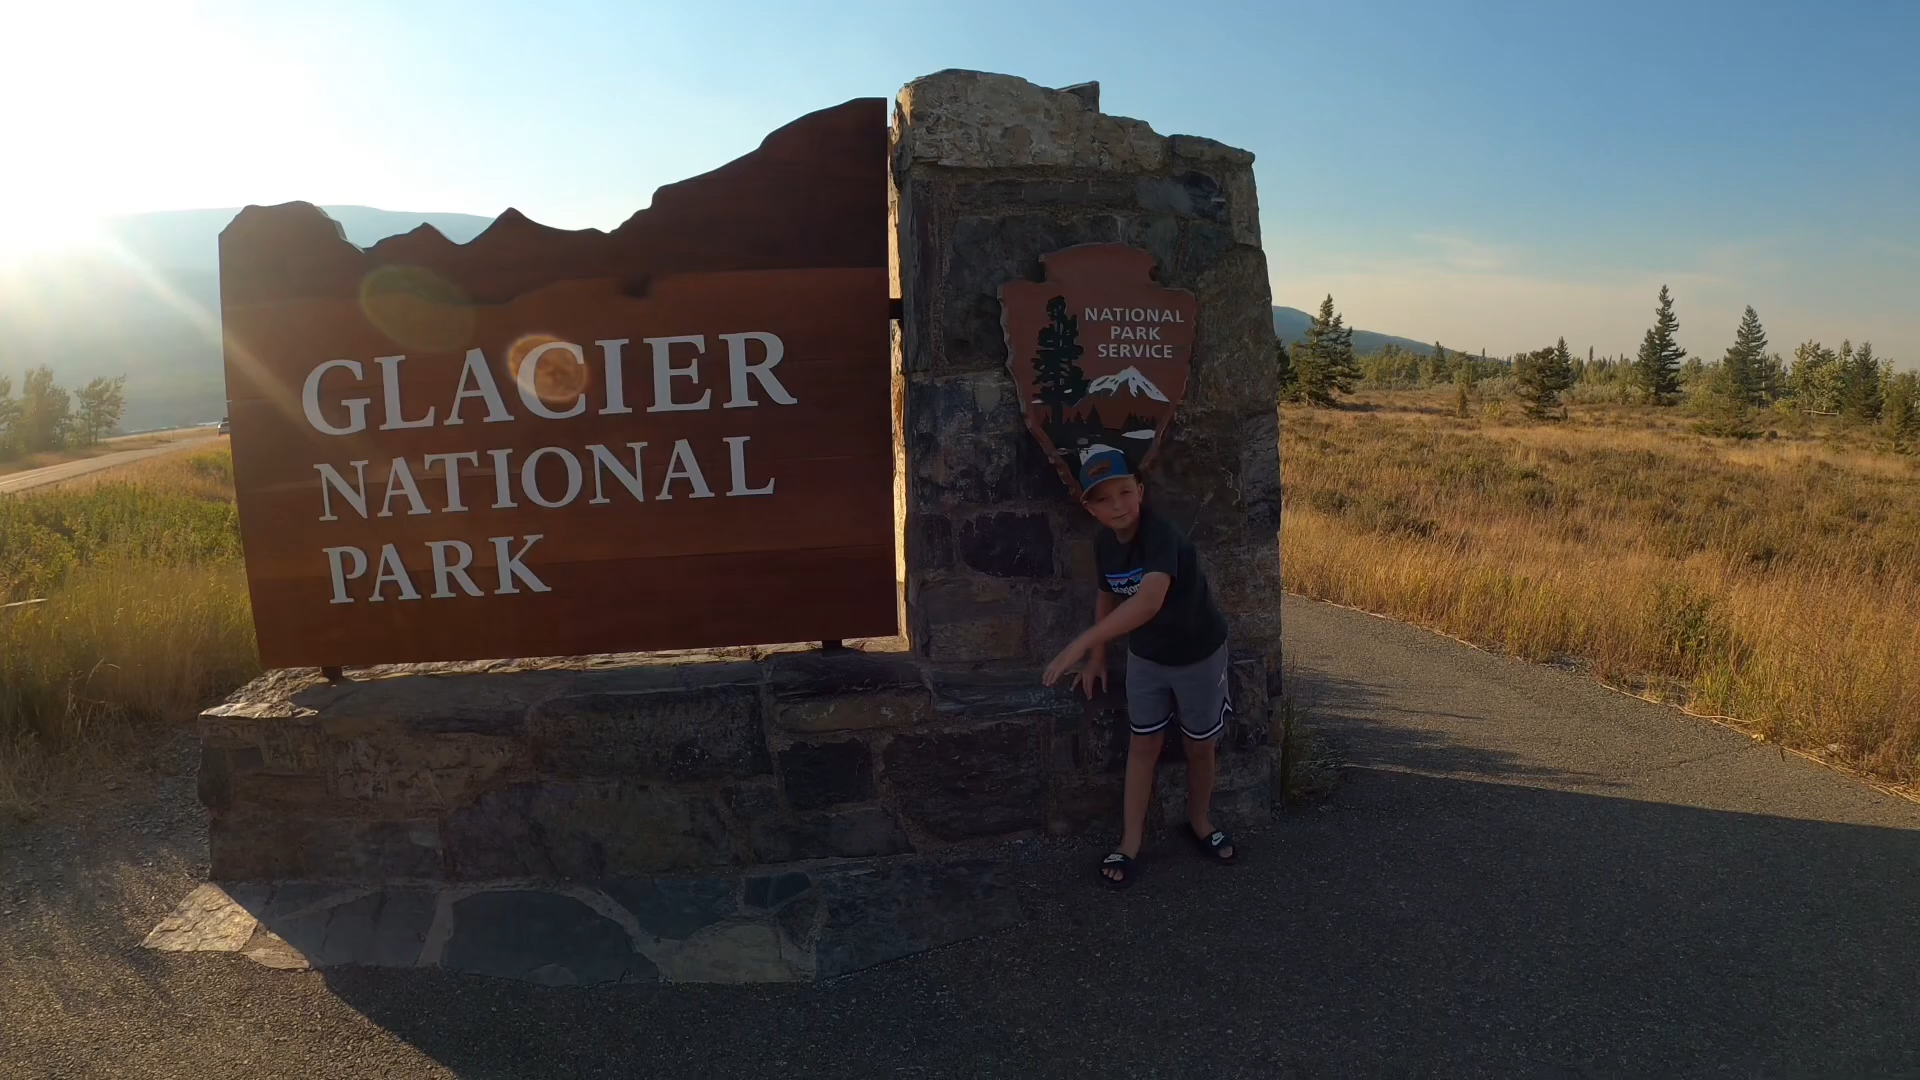 GLACIER
NATIONAL
PARK
NATIONAL
PARK
SERVICE